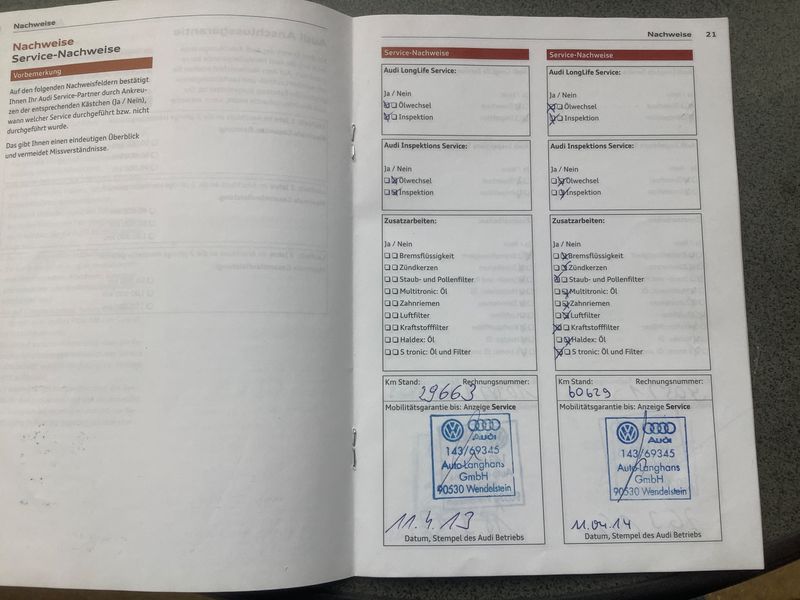 Nachweise
Nachweise
Service-Nachweise
Vorbemerkung
Auf den folgenden Nachweisfeldern bestätigt
Ihnen Ihr Audi Service-Partner durch Ankreu-
zen der entsprechenden Kästchen (Ja / Nein),
wann welcher Service durchgeführt bzw. nicht
durchgeführt wurde.
Das gibt Ihnen einen eindeutigen Überblick
und vermeidet Missverständnisse.
Nachweise 21
Service-Nachweise
Audi LongLife Service:
Ja / Nein
Ölwechsel
Inspektion
Audi Inspektions Service:
Ja / Nein
Ölwechsel
Inspektion
Zusatzarbeiten:
Ja / Nein
Bremsflüssigkeit
Zündkerzen
Staub- und Pollenfilter
Multitronic: Öl
Zahnriemen
Luftfilter
Kraftstofffilter
Haldex: Öl
S tronic: Öl und Filter
Km Stand: Rechnungsnummer:
29663
Mobilitätsgarantie bis: Anzeige Service
Audi
143/69345
Auto-Langhans
GmbH
90530 Wendelstein
11.4.13
Datum, Stempel des Audi Betriebs
Service-Nachweise
Audi LongLife Service:
Ja / Nein
Ölwechsel
Inspektion
Audi Inspektions Service:
Ja / Nein
Ölwechsel
Inspektion
Zusatzarbeiten:
Ja / Nein
Bremsflüssigkeit
Zündkerzen
Staub- und Pollenfilter
Multitronic: Öl
Zahnriemen
Luftfilter
Kraftstofffilter
Haldex: Öl
S tronic: Öl und Filter
Km Stand: Rechnungsnummer:
60629
Mobilitätsgarantie bis: Anzeige Service
Audi
143/69345
Auto-Langhans
GmbH
90530 Wendelstein
11.04.14
Datum, Stempel des Audi Betriebs